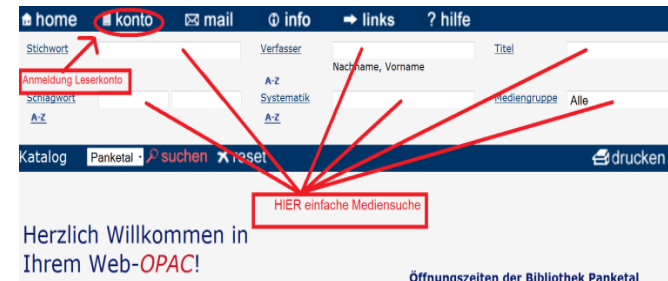 home konto mail info links ? hilfe
Stichwort Verfasser Titel
Nachname, Vorname
Anmeldung Leserkonto A-Z
Schlagwort Systematik Mediengruppe Alle
A-Z A-Z
Katalog Panketal suchen reset drucken
HIER einfache Mediensuche
Herzlich Willkommen in
Ihrem Web-OPAC!
Öffnungszeiten der Bibliothek Panketal